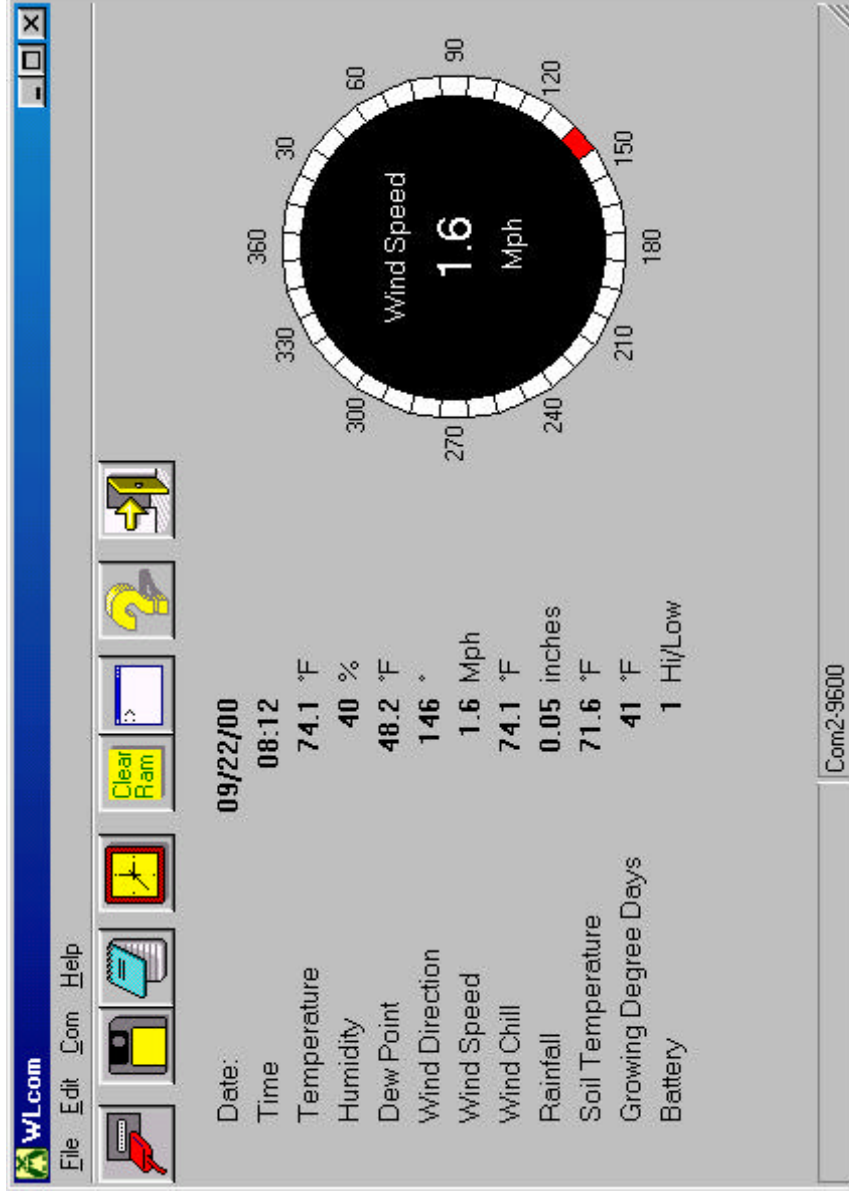 WLcom
File Edit Com Help
Clear
Ram
Date: 09/22/00
Time 08:12
Temperature 74.1 °F
Humidity 40 %
Dew Point 48.2 °F
Wind Direction 146 °
Wind Speed 1.6 Mph
Wind Chill 74.1 °F
Rainfall 0.05 inches
Soil Temperature 71.6 °F
Growing Degree Days 41 °F
Battery 1 Hi/Low
360
30
60
90
120
150
180
210
240
270
300
330
Wind Speed
1.6
Mph
Com2-9600